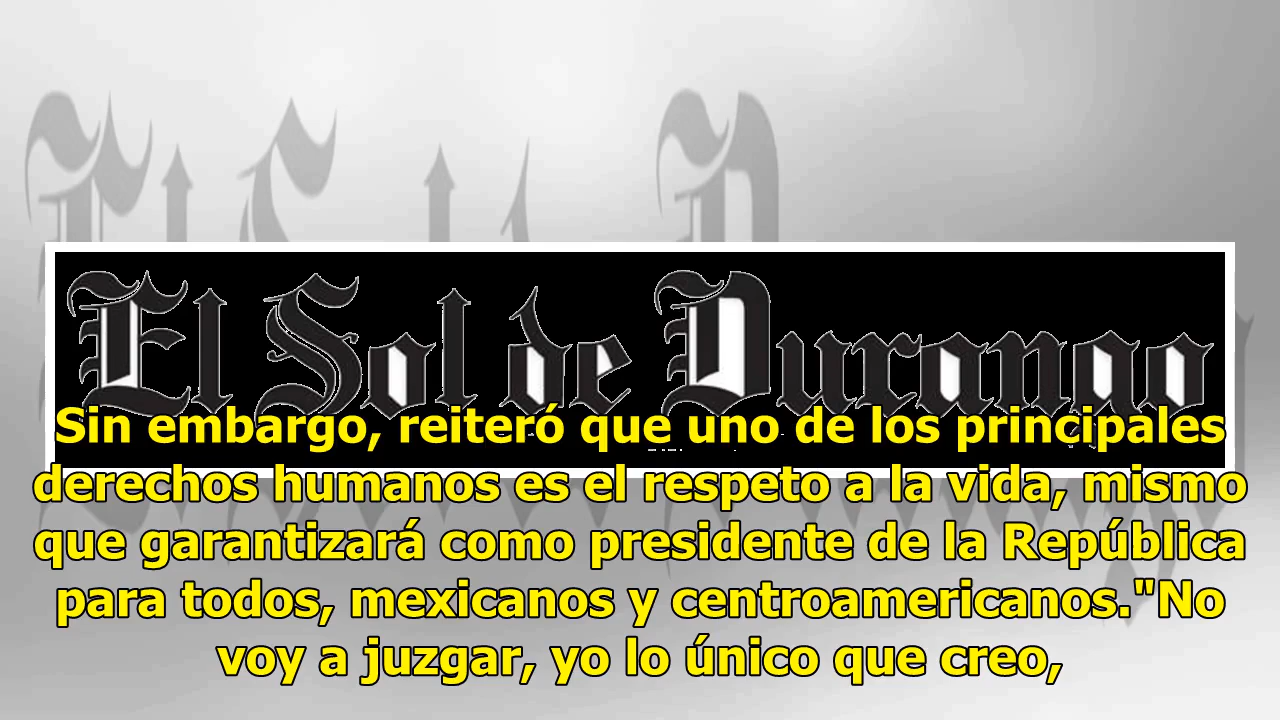 El Sol de Durango
Sin embargo, reiteró que uno de los principales
derechos humanos es el respeto a la vida, mismo
que garantizará como presidente de la República
para todos, mexicanos y centroamericanos."No
voy a juzgar, yo lo único que creo,